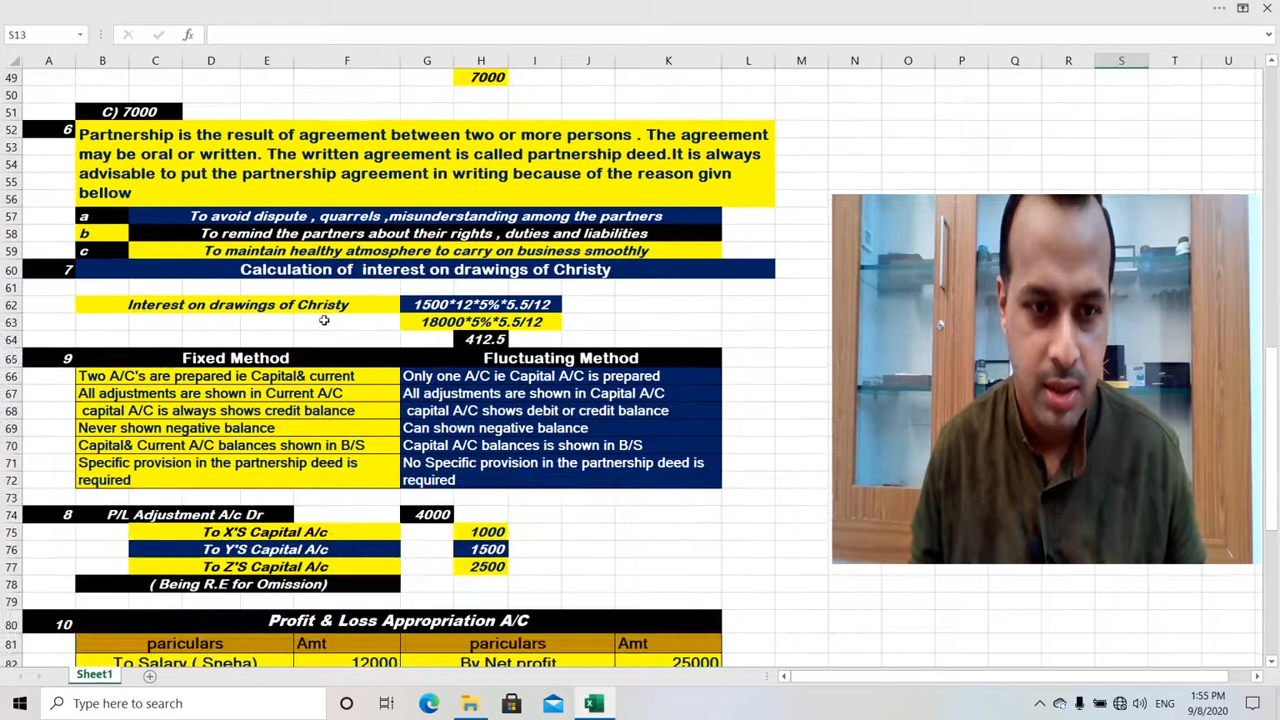 S13
fx
A B C D E F G H I J K L M N O P Q R S T U
49 7000
50
51 C) 7000
52 6 Partnership is the result of agreement between two or more persons . The agreement
53 may be oral or written. The written agreement is called partnership deed.It is always
54
55 advisable to put the partnership agreement in writing because of the reason givn
56 bellow
57 a To avoid dispute , quarrels ,misunderstanding among the partners
58 b To remind the partners about their rights , duties and liabilities
59 c To maintain healthy atmosphere to carry on business smoothly
60 7 Calculation of interest on drawings of Christy
61
62 Interest on drawings of Christy 1500*12*5%*5.5/12
63 18000*5%*5.5/12
64 412.5
65 9 Fixed Method Fluctuating Method
66 Two A/C's are prepared ie Capital& current Only one A/C ie Capital A/C is prepared
67 All adjustments are shown in Current A/C All adjustments are shown in Capital A/C
68 capital A/C is always shows credit balance capital A/C shows debit or credit balance
69 Never shown negative balance Can shown negative balance
70 Capital& Current A/C balances shown in B/S Capital A/C balances is shown in B/S
71 Specific provision in the partnership deed is No Specific provision in the partnership deed is
72 required required
73
74 8 P/L Adjustment A/c Dr 4000
75 To X'S Capital A/c 1000
76 To Y'S Capital A/c 1500
77 To Z'S Capital A/c 2500
78 ( Being R.E for Omission)
79
80 10 Profit & Loss Appropriation A/C
81 pariculars Amt pariculars Amt
82 To Salary ( Sneha) 12000 By Net profit 25000
Sheet1
Type here to search
ENG
1:55 PM
9/8/2020